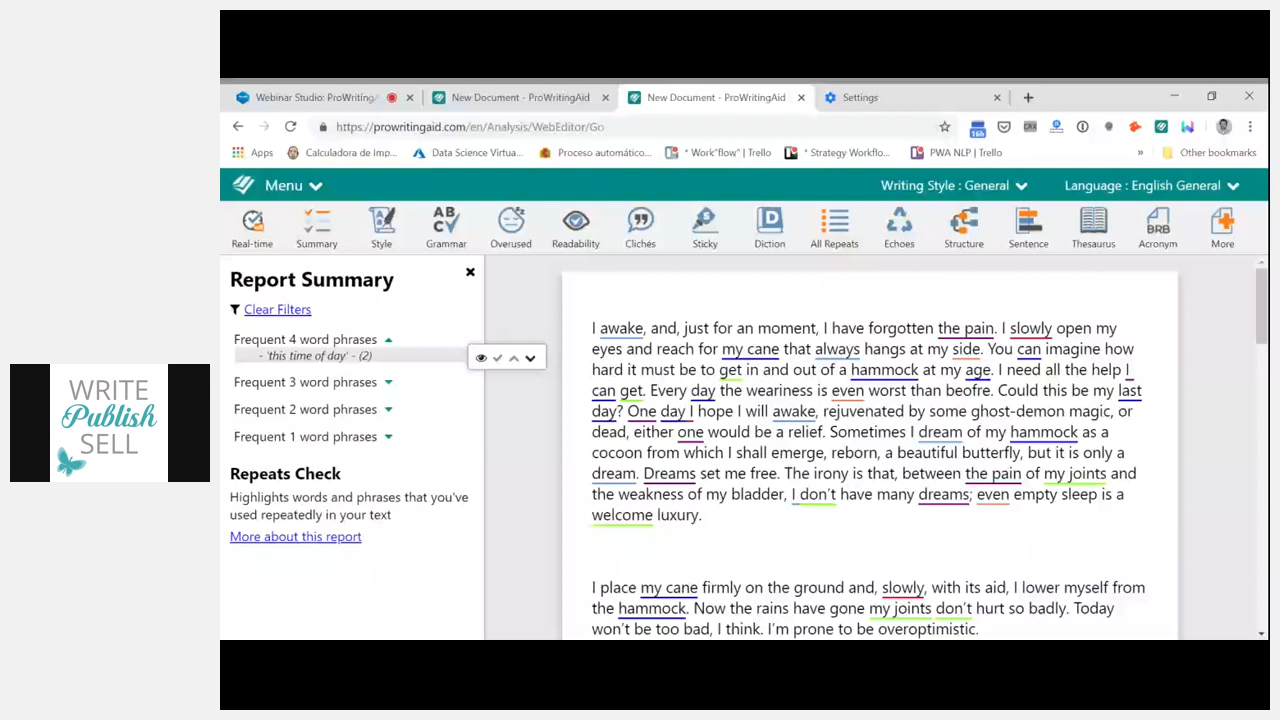 WRITE
Publish
SELL
Webinar Studio: ProWriting
New Document - ProWritingAid
New Document - ProWritingAid
Settings
https://prowritingaid.com/en/Analysis/WebEditor/Go
16h
Apps
Calculadora de Imp...
Data Science Virtua...
Proceso automático...
* Work"flow" | Trello
* Strategy Workflo...
PWA NLP | Trello
»
Other bookmarks
Menu
Writing Style : General
Language : English General
Real-time
Summary
Style
Grammar
Overused
Readability
Clichés
Sticky
Diction
All Repeats
Echoes
Structure
Sentence
Thesaurus
Acronym
More
Report Summary
Clear Filters
Frequent 4 word phrases
- 'this time of day' - (2)
Frequent 3 word phrases
Frequent 2 word phrases
Frequent 1 word phrases
Repeats Check
Highlights words and phrases that you've
used repeatedly in your text
More about this report
I awake, and, just for an moment, I have forgotten the pain. I slowly open my
eyes and reach for my cane that always hangs at my side. You can imagine how
hard it must be to get in and out of a hammock at my age. I need all the help I
can get. Every day the weariness is even worst than beofre. Could this be my last
day? One day I hope I will awake, rejuvenated by some ghost-demon magic, or
dead, either one would be a relief. Sometimes I dream of my hammock as a
cocoon from which I shall emerge, reborn, a beautiful butterfly, but it is only a
dream. Dreams set me free. The irony is that, between the pain of my joints and
the weakness of my bladder, I don't have many dreams; even empty sleep is a
welcome luxury.
I place my cane firmly on the ground and, slowly, with its aid, I lower myself from
the hammock. Now the rains have gone my joints don't hurt so badly. Today
won't be too bad, I think. I'm prone to be overoptimistic.